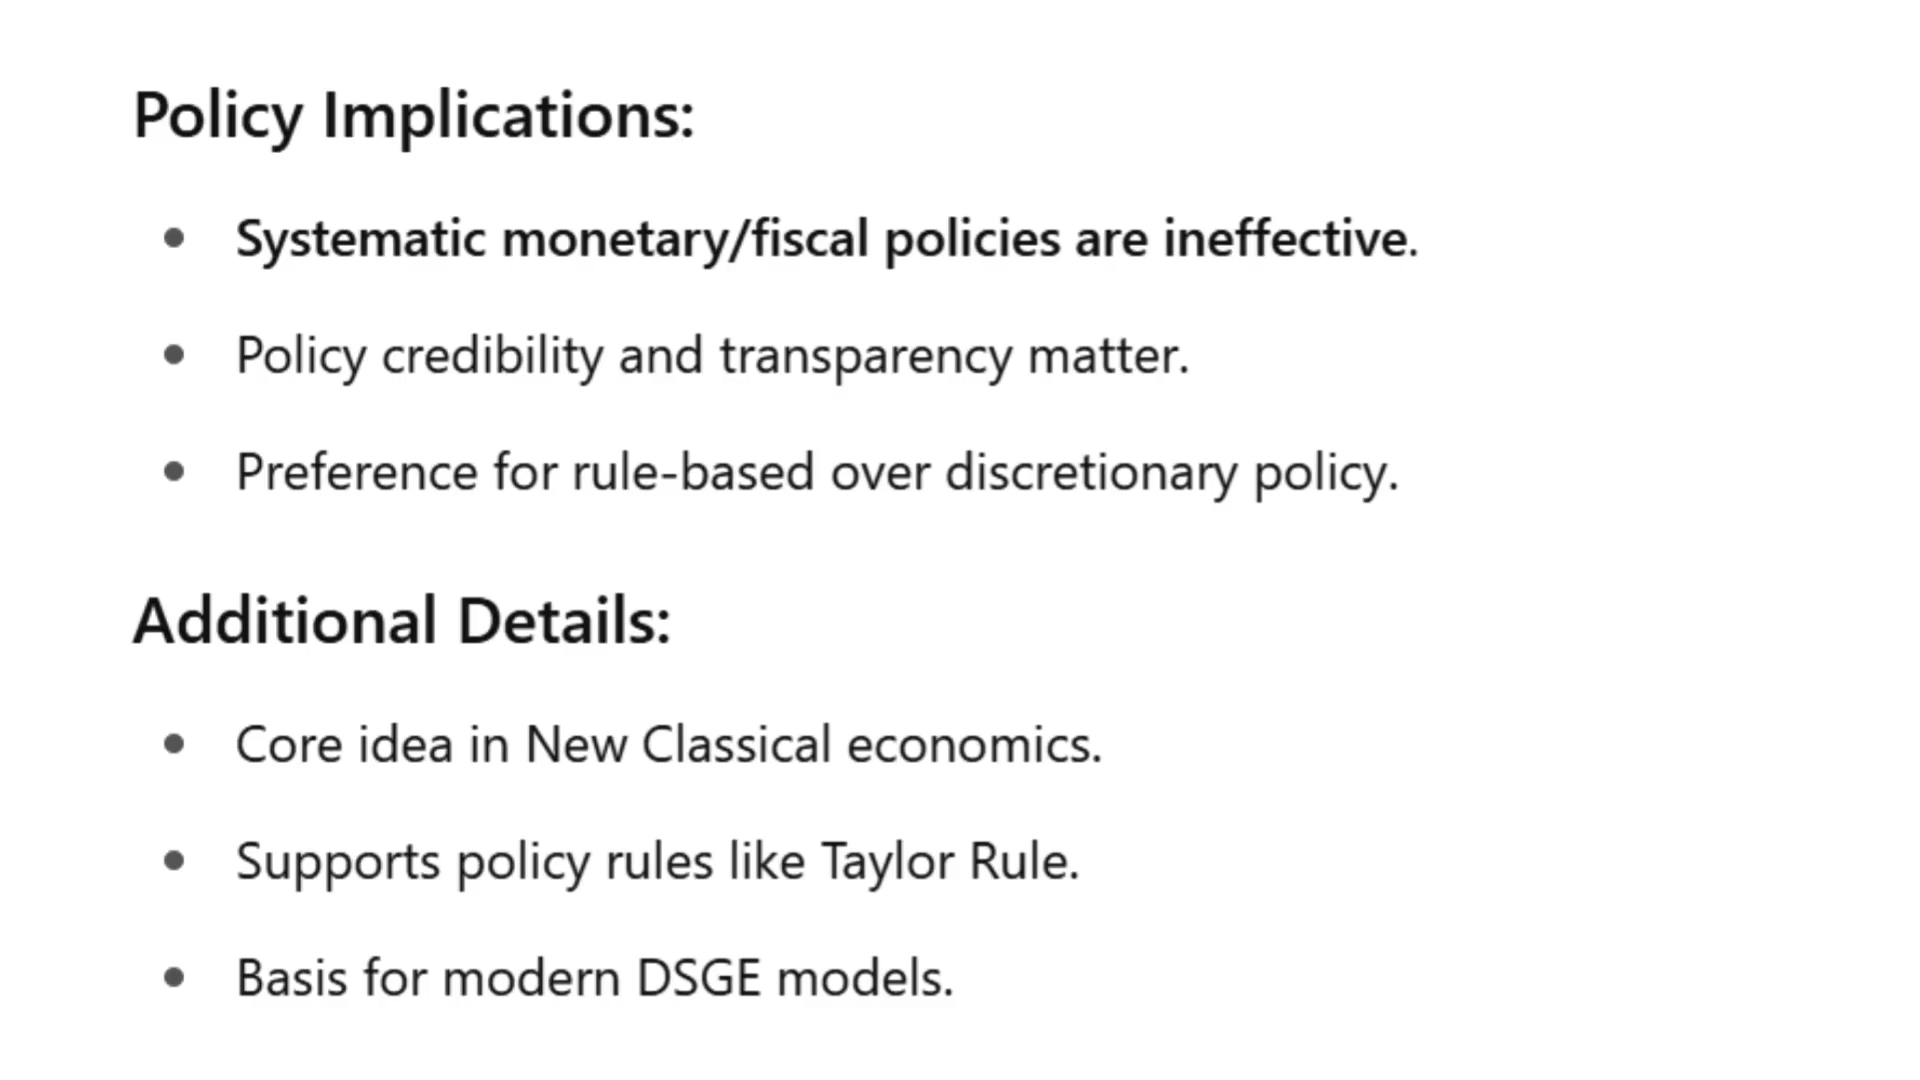 Policy Implications:
• Systematic monetary/fiscal policies are ineffective.
• Policy credibility and transparency matter.
• Preference for rule-based over discretionary policy.
Additional Details:
• Core idea in New Classical economics.
• Supports policy rules like Taylor Rule.
• Basis for modern DSGE models.